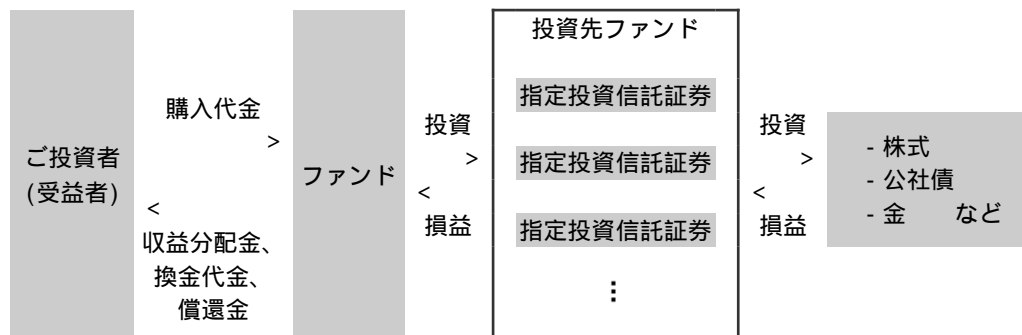 ご投資者
(受益者)
購入代金
>
<
収益分配金、
換金代金、
償還金
ファンド
投資
>
<
損益
投資先ファンド
指定投資信託証券
指定投資信託証券
指定投資信託証券
⋮
投資
>
<
損益
- 株式
- 公社債
- 金　　など